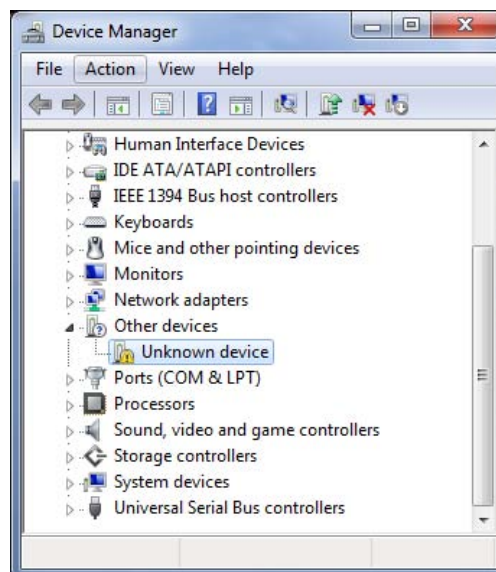 Device Manager
File Action View Help
Human Interface Devices
IDE ATA/ATAPI controllers
IEEE 1394 Bus host controllers
Keyboards
Mice and other pointing devices
Monitors
Network adapters
Other devices
Unknown device
Ports (COM & LPT)
Processors
Sound, video and game controllers
Storage controllers
System devices
Universal Serial Bus controllers